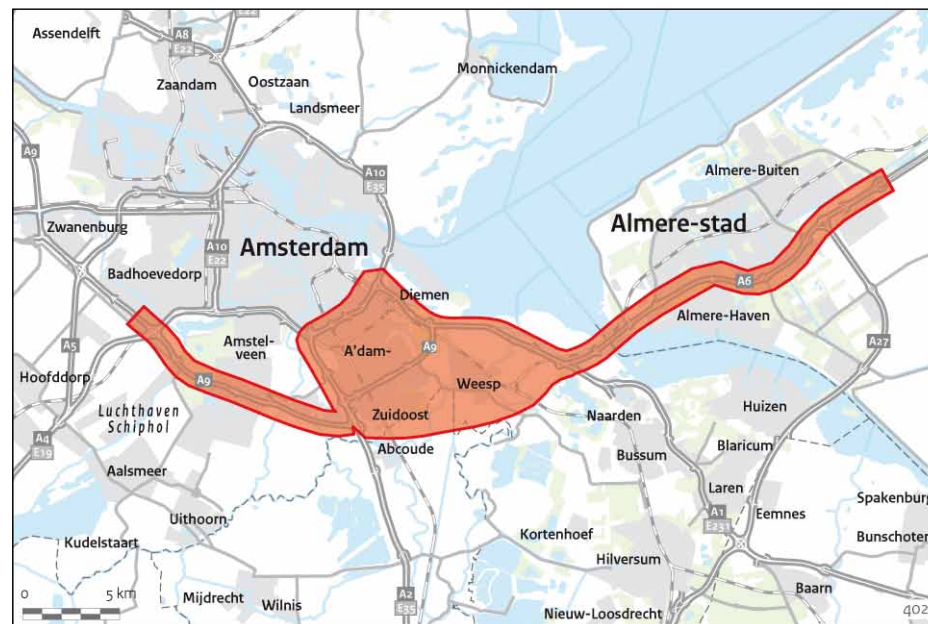 Assendelft
A8
E22
E22
Zaandam
Oostzaan
Landsmeer
Monnickendam
A9
A10
E35
Almere-Buiten
Zwanenburg
A10
E22
Amsterdam
Almere-stad
Badhoevedorp
Diemen
A6
Almere-Haven
A5
Amstel-
veen
A'dam-
A9
A27
Hoofddorp
A9
Weesp
Luchthaven
Schiphol
Zuidoost
Naarden
Huizen
A4
E19
Abcoude
Bussum
Blaricum
Aalsmeer
Laren
Spakenburg
Uithoorn
A1
E231
Eemnes
Kudelstaart
Kortenhoef
Bunschoten
Hilversum
0 5 km
Mijdrecht
Wilnis
A2
E35
Nieuw-Loosdrecht
Baarn
402